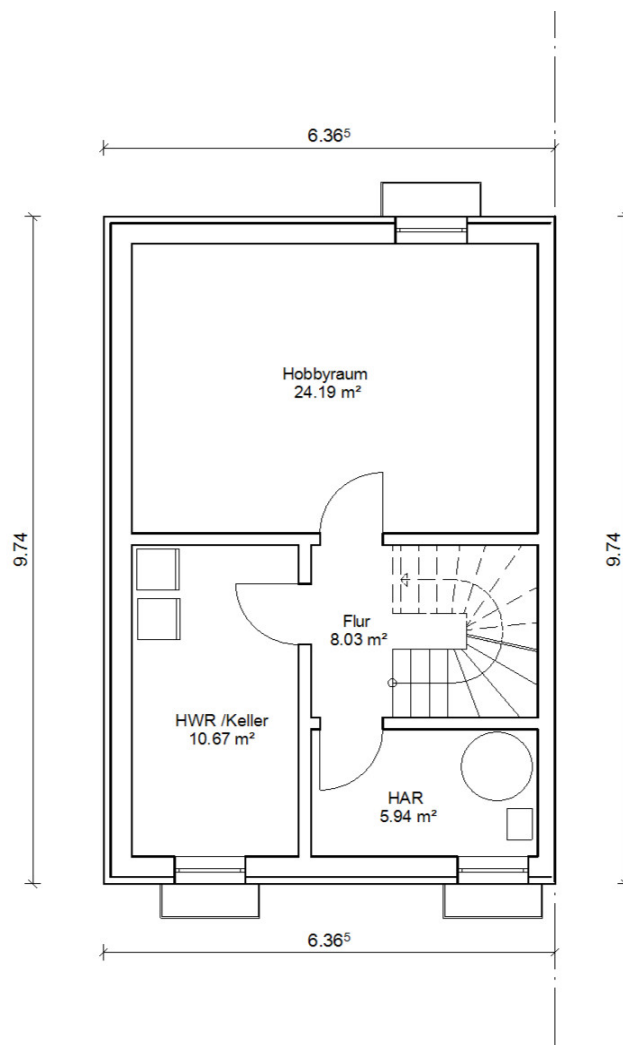 6.36⁵
Hobbyraum
24.19 m²
9.74
9.74
Flur
8.03 m²
HWR /Keller
10.67 m²
HAR
5.94 m²
6.36⁵